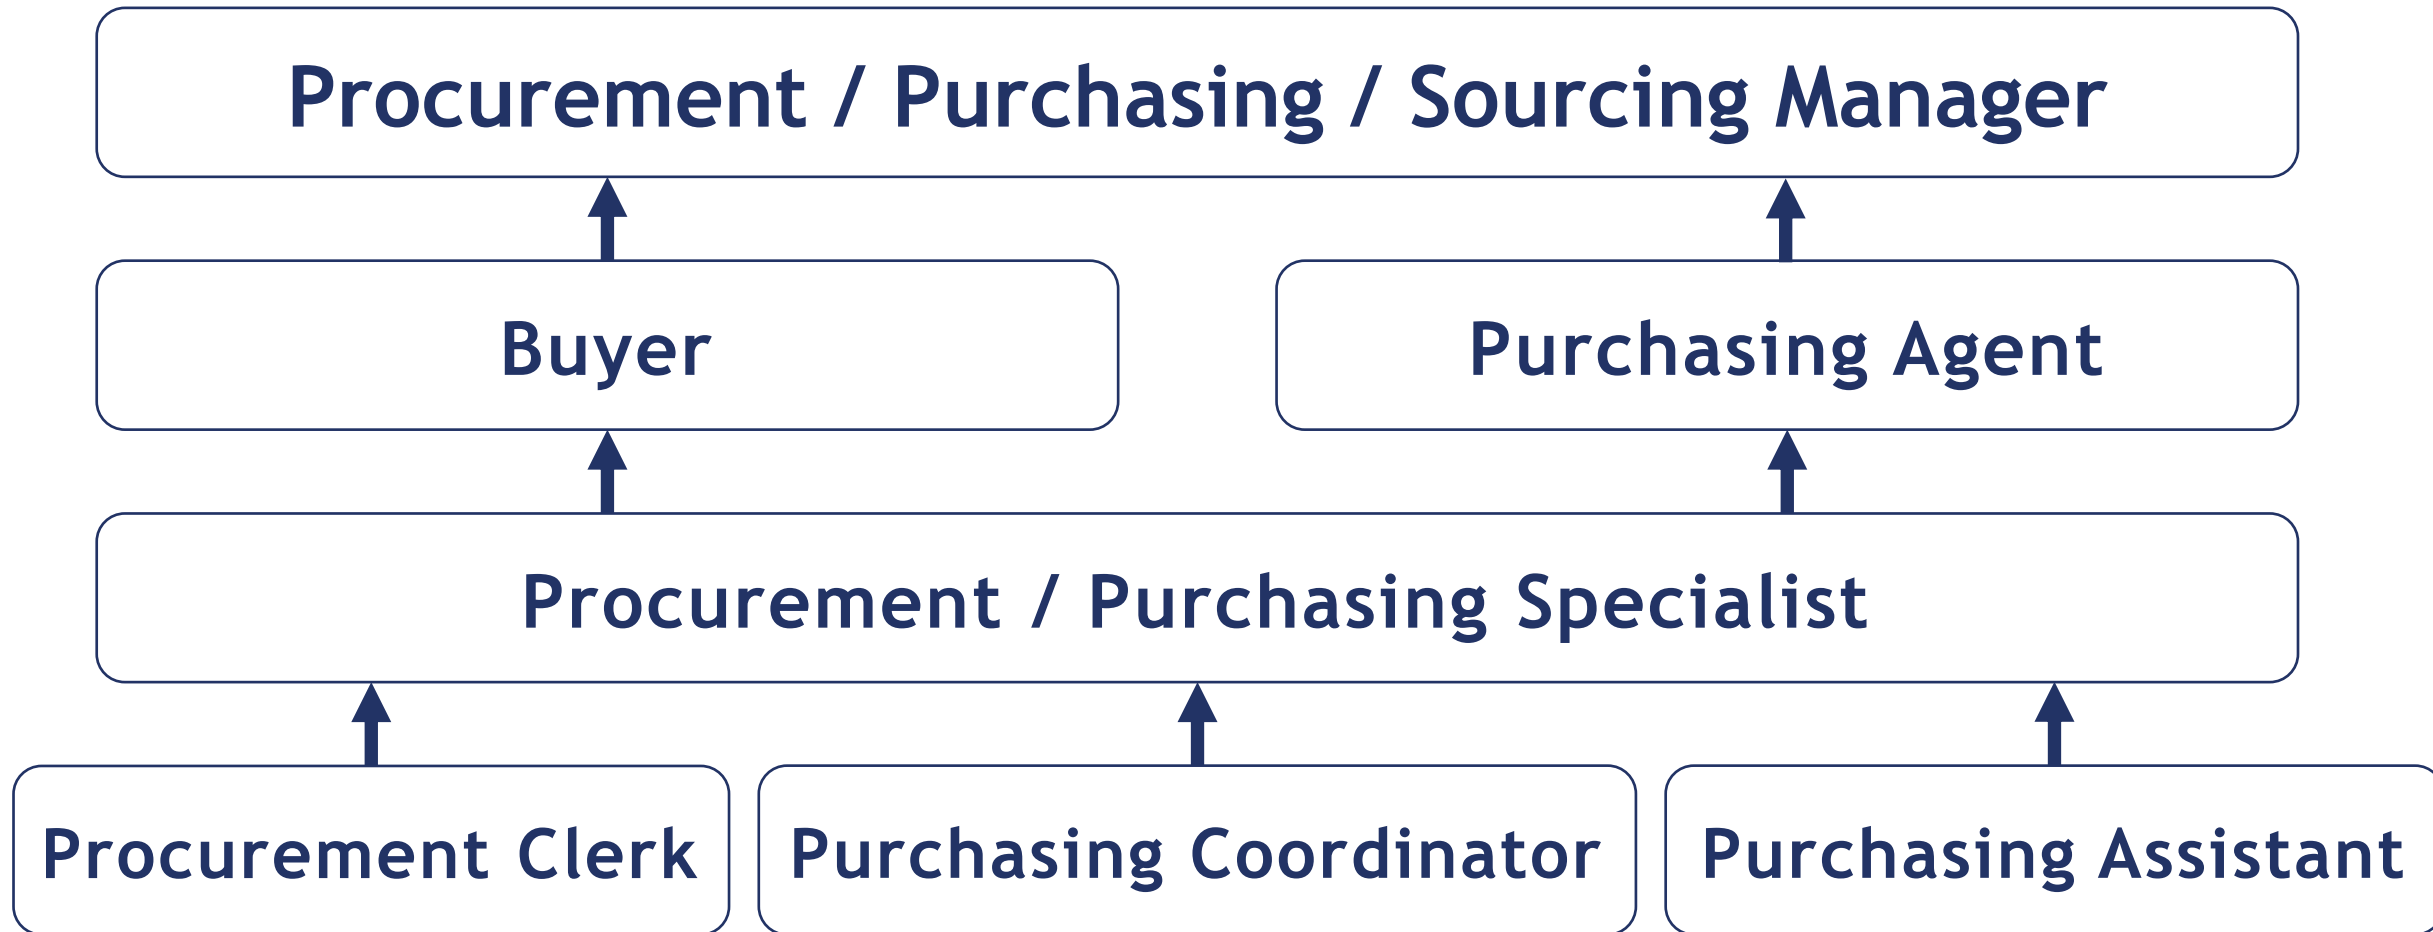 Procurement / Purchasing / Sourcing Manager
Buyer
Purchasing Agent
Procurement / Purchasing Specialist
Procurement Clerk
Purchasing Coordinator
Purchasing Assistant